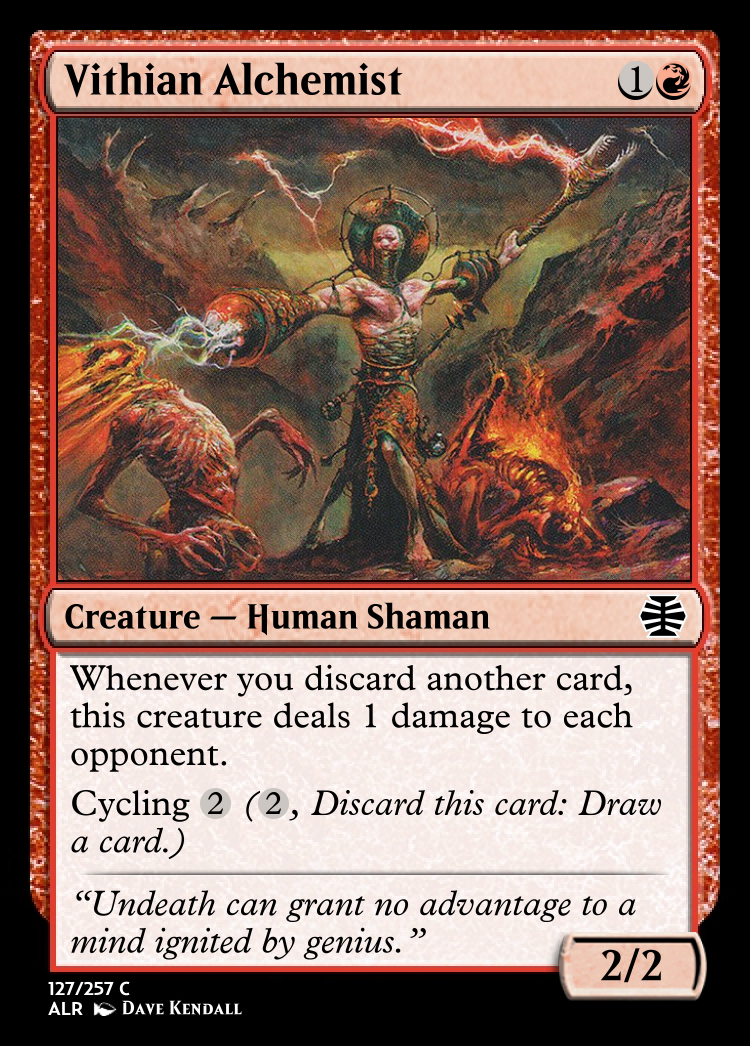 Vithian Alchemist 1
Creature — Human Shaman
Whenever you discard another card,
this creature deals 1 damage to each
opponent.
Cycling 2 (2, Discard this card: Draw
a card.)
“Undeath can grant no advantage to a
mind ignited by genius.”
2/2
127/257 C
ALR Dave Kendall